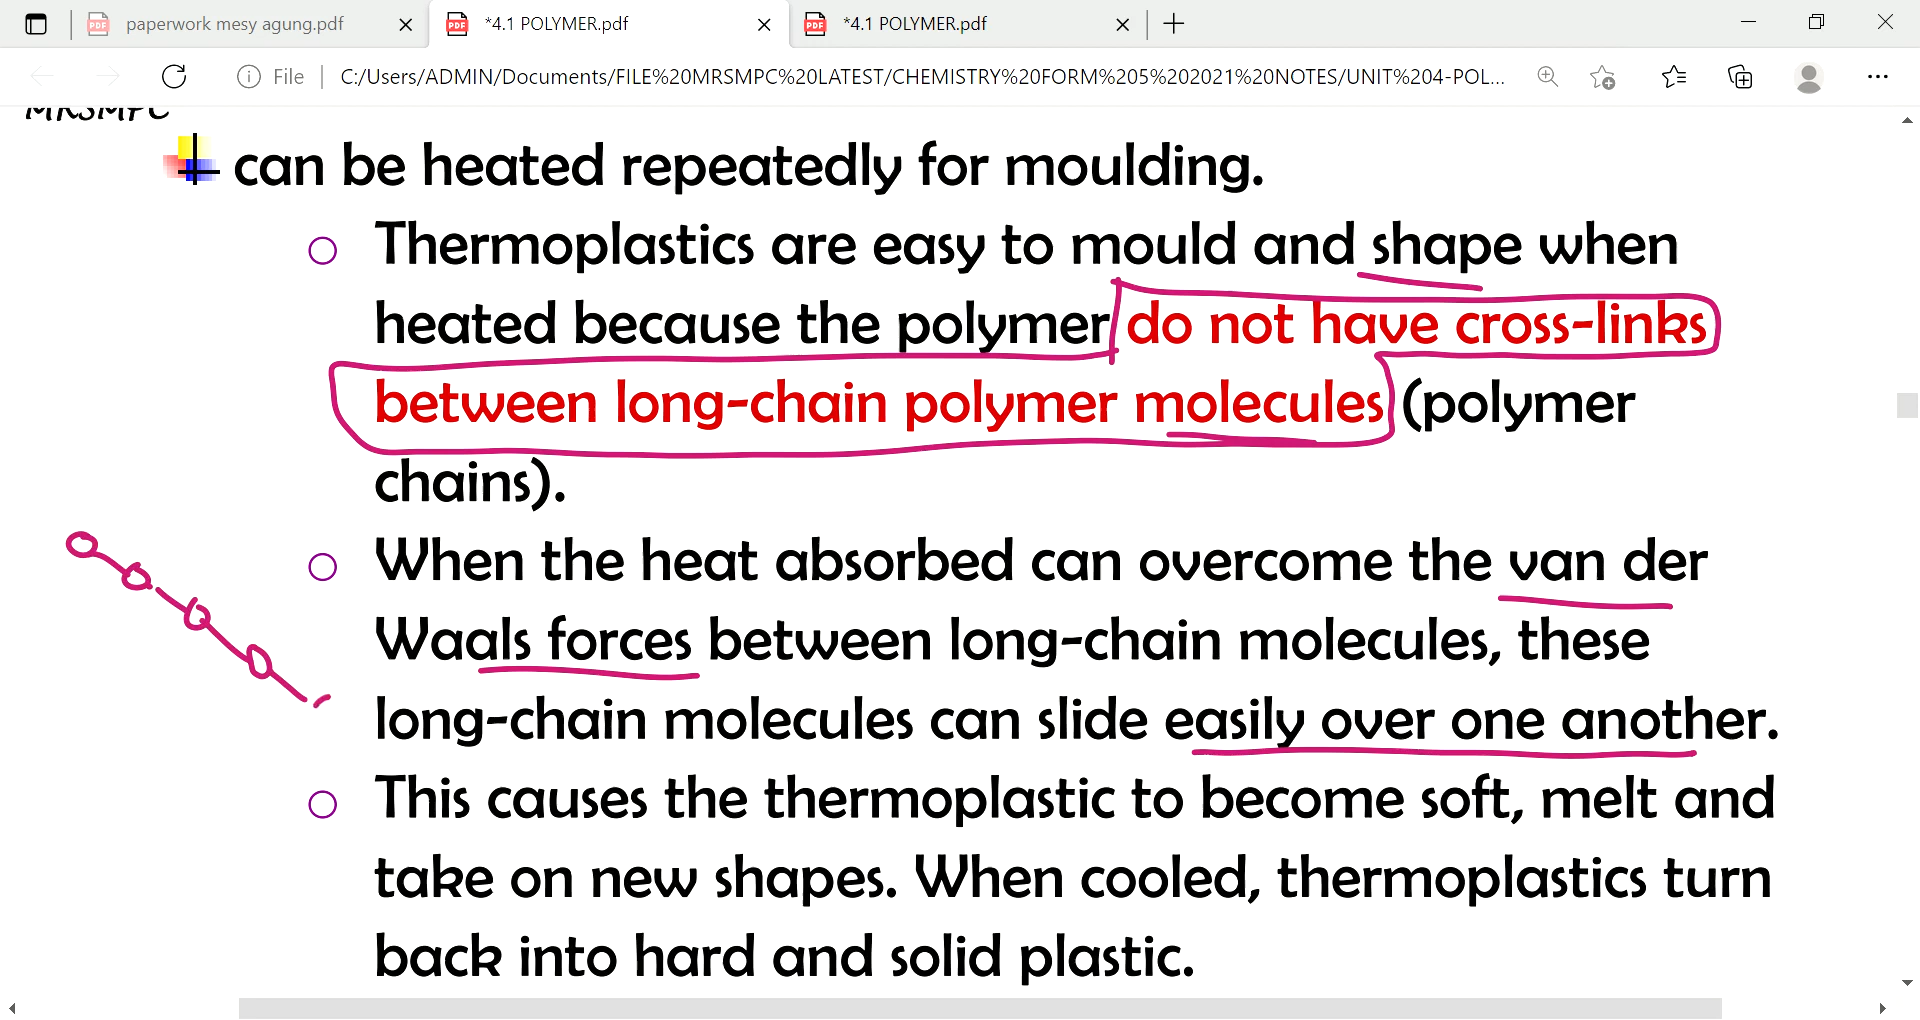 paperwork mesy agung.pdf
*4.1 POLYMER.pdf
*4.1 POLYMER.pdf
File
C:/Users/ADMIN/Documents/FILE%20MRSMPC%20LATEST/CHEMISTRY%20FORM%205%202021%20NOTES/UNIT%204-POL...
MRSMPC
can be heated repeatedly for moulding.
Thermoplastics are easy to mould and shape when
heated because the polymer do not have cross-links
between long-chain polymer molecules (polymer
chains).
When the heat absorbed can overcome the van der
Waals forces between long-chain molecules, these
long-chain molecules can slide easily over one another.
This causes the thermoplastic to become soft, melt and
take on new shapes. When cooled, thermoplastics turn
back into hard and solid plastic.